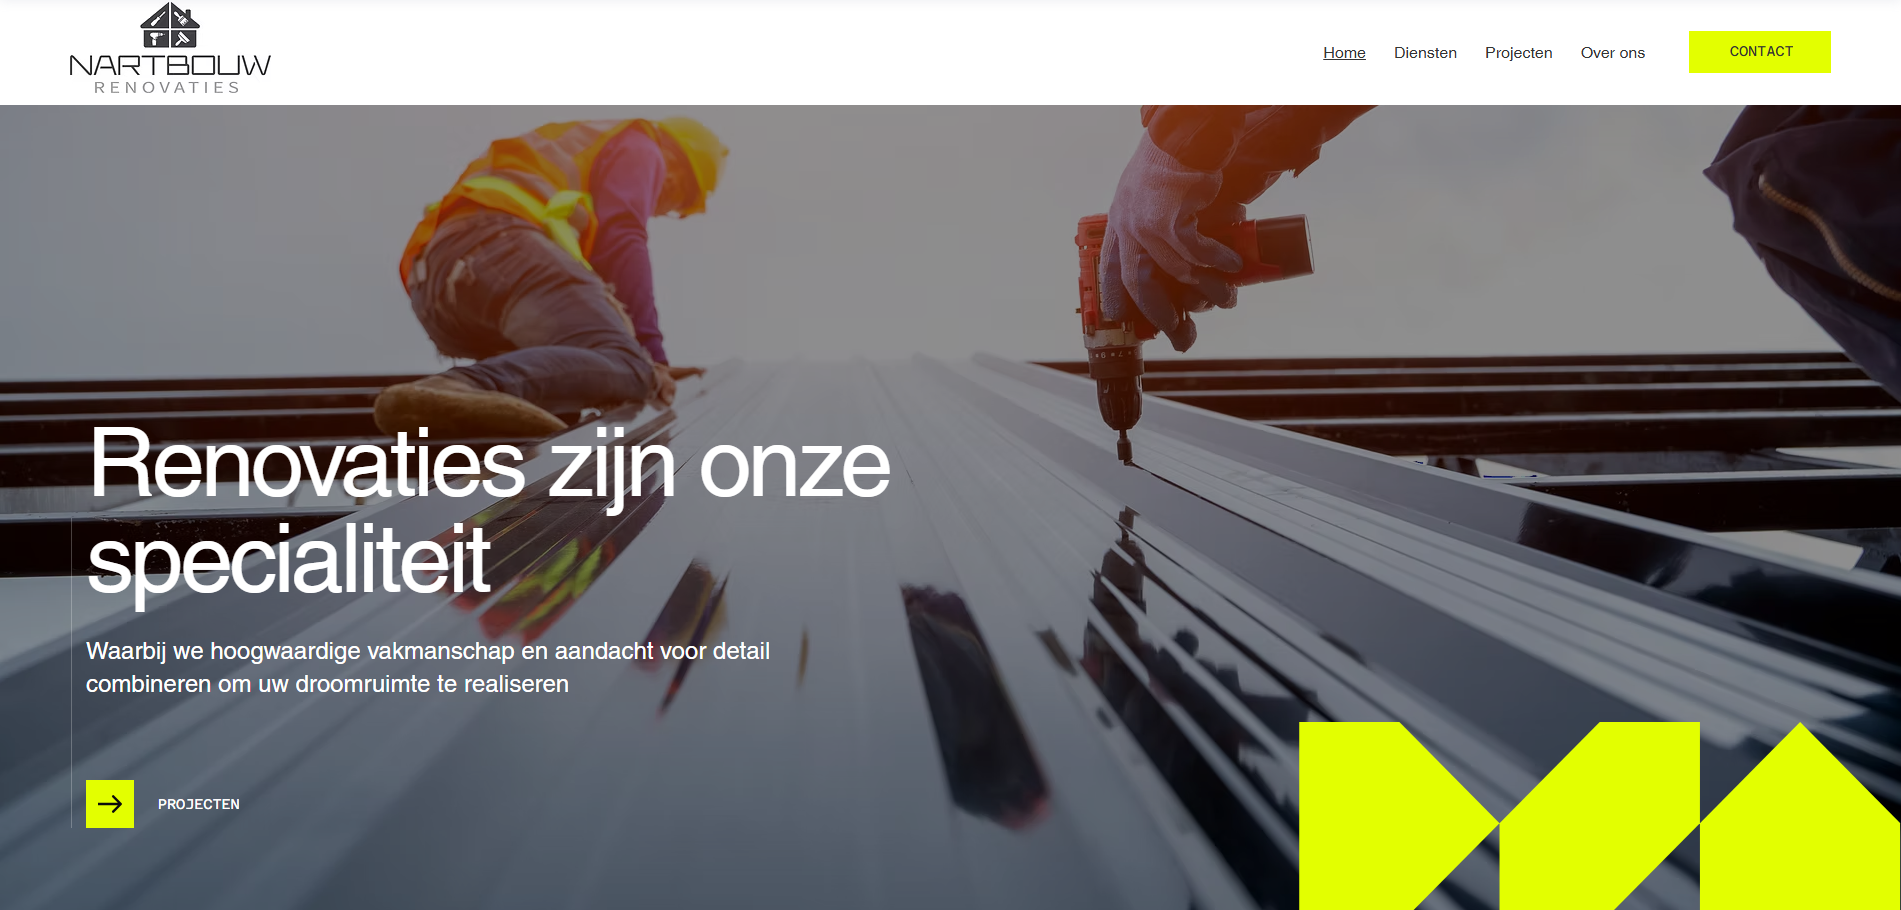 NARTBOUW
RENOVATIES
Home
Diensten
Projecten
Over ons
CONTACT
Renovaties zijn onze
specialiteit
Waarbij we hoogwaardige vakmanschap en aandacht voor detail
combineren om uw droomruimte te realiseren
PROJECTEN